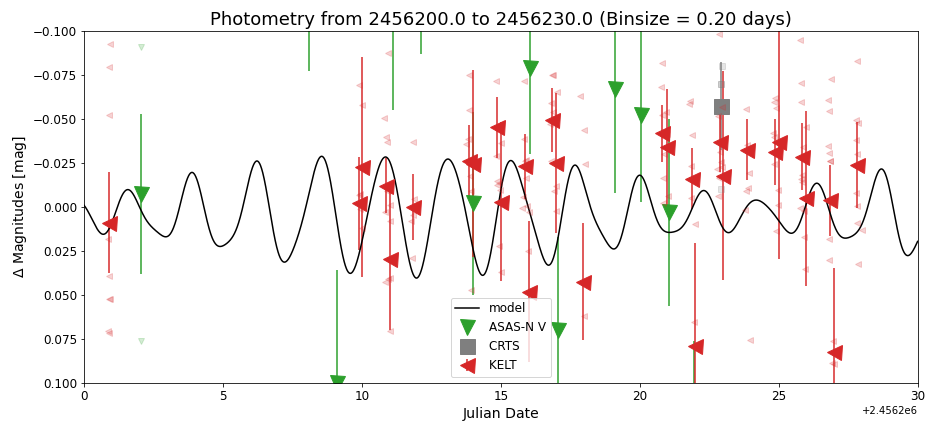 Photometry from 2456200.0 to 2456230.0 (Binsize = 0.20 days)
−0.100
−0.075
−0.050
−0.025
0.000
0.025
0.050
0.075
0.100
Δ Magnitudes [mag]
model
ASAS-N V
CRTS
KELT
0 5 10 15 20 25 30
Julian Date
+2.4562e6